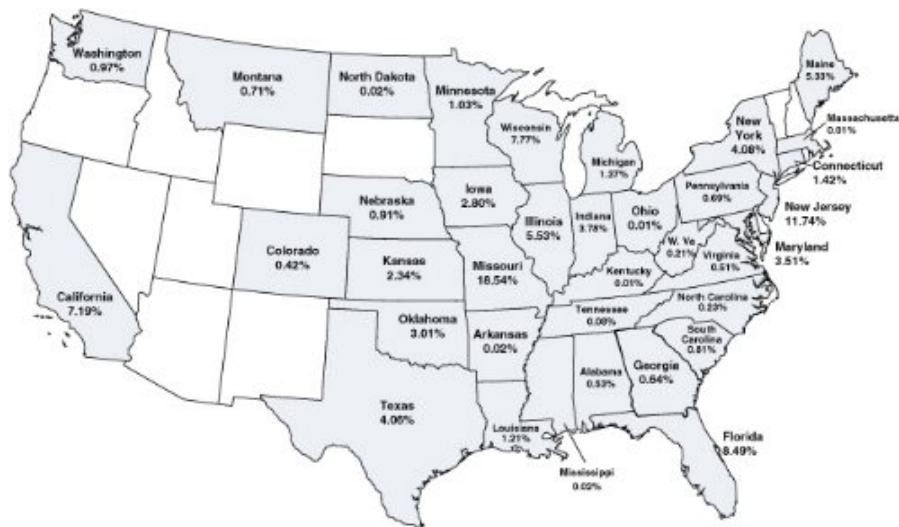 Washington
0.97%
Montana
0.71%
North Dakota
0.02%
Minnesota
1.03%
Wisconsin
7.77%
Michigan
1.37%
Maine
5.33%
New
York
4.08%
Massachusetts
0.01%
Connecticut
1.42%
New Jersey
11.74%
Maryland
3.51%
Pennsylvania
0.69%
Nebraska
0.91%
Iowa
2.80%
Illinois
5.53%
Indiana
3.78%
Ohio
0.01%
W. Va
0.21%
Virginia
0.51%
Colorado
0.42%
Kansas
2.34%
Missouri
18.54%
Kentucky
0.01%
California
7.19%
Oklahoma
3.01%
Arkansas
0.02%
Tennessee
0.08%
North Carolina
0.23%
South
Carolina
0.81%
Alabama
0.53%
Georgia
0.64%
Texas
4.06%
Louisiana
1.21%
Mississippi
0.02%
Florida
8.49%